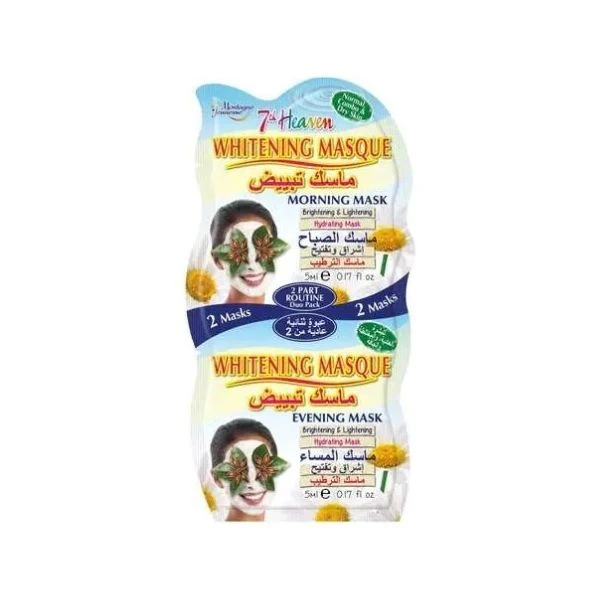 Montagne
Jeunesse
7th Heaven
Normal
Combo &
Dry Skin
WHITENING MASQUE
ماسك تبييض
MORNING MASK
Brightening & Lightening
Hydrating Mask
ماسك الصباح
إشراق وتفتيح
ماسك الترطيب
5ml e 0.17 fl oz
2 Masks
2 PART
ROUTINE
Duo Pack
عبوة ثنائية
عادية من 2
2 Masks
WHITENING MASQUE
ماسك تبييض
EVENING MASK
Brightening & Lightening
Hydrating Mask
ماسك المساء
إشراق وتفتيح
ماسك الترطيب
5ml e 0.17 fl oz